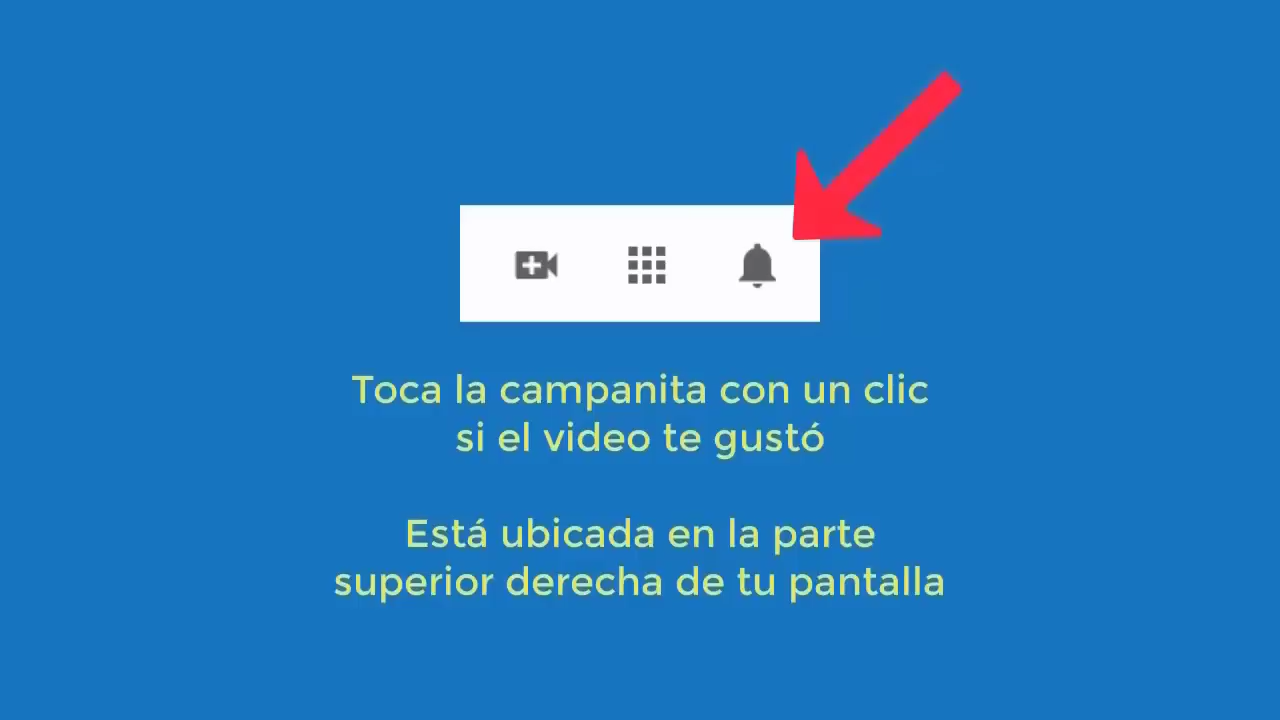 Toca la campanita con un clic
si el video te gustó
Está ubicada en la parte
superior derecha de tu pantalla